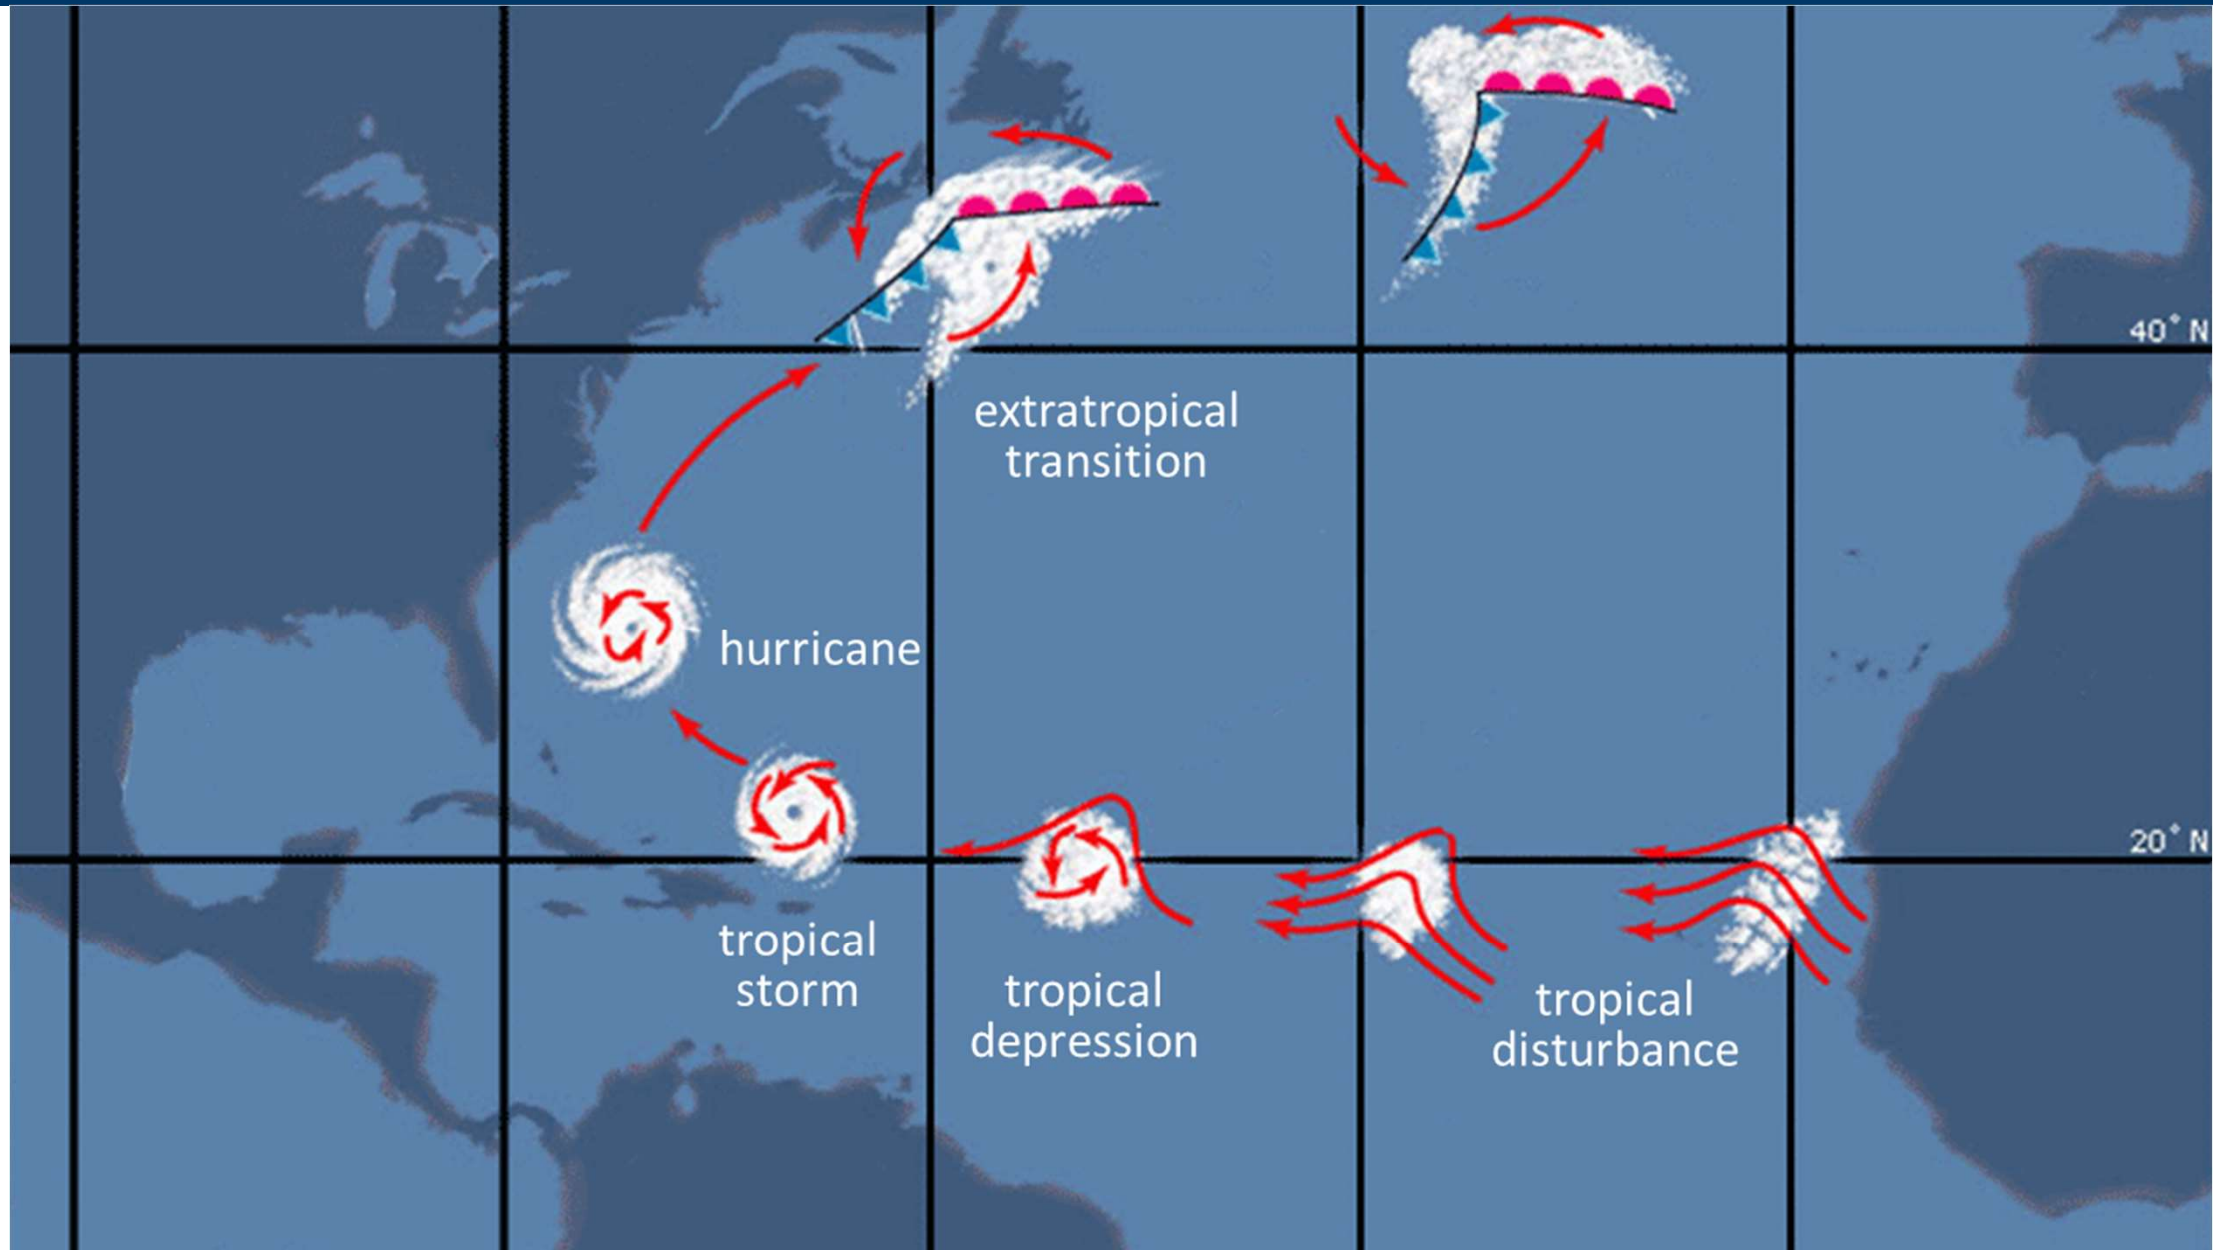 40° N
extratropical
transition
hurricane
20° N
tropical
storm
tropical
depression
tropical
disturbance